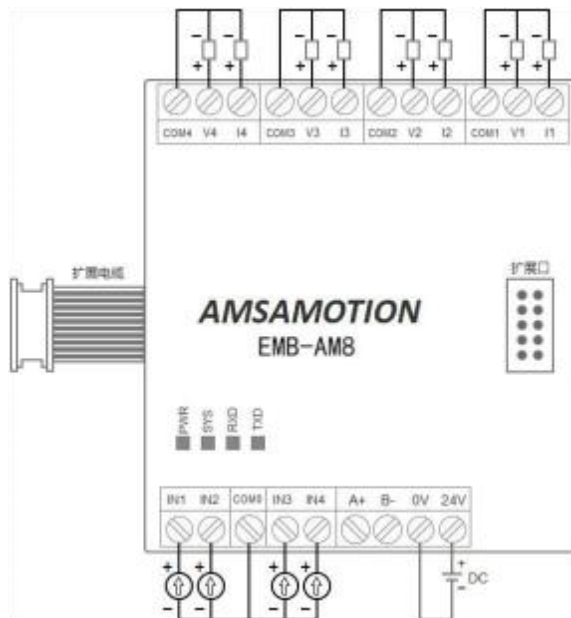 - + - + - + - + - + - + - + - +
COM4 V4 I4 COM3 V3 I3 COM2 V2 I2 COM1 V1 I1
扩展电缆
扩展口
AMSAMOTION
EMB-AM8
PWR SYS RXD TXD
IN1 IN2 COM0 IN3 IN4 A+ B- 0V 24V
+ + + + +
DC
- - - - -